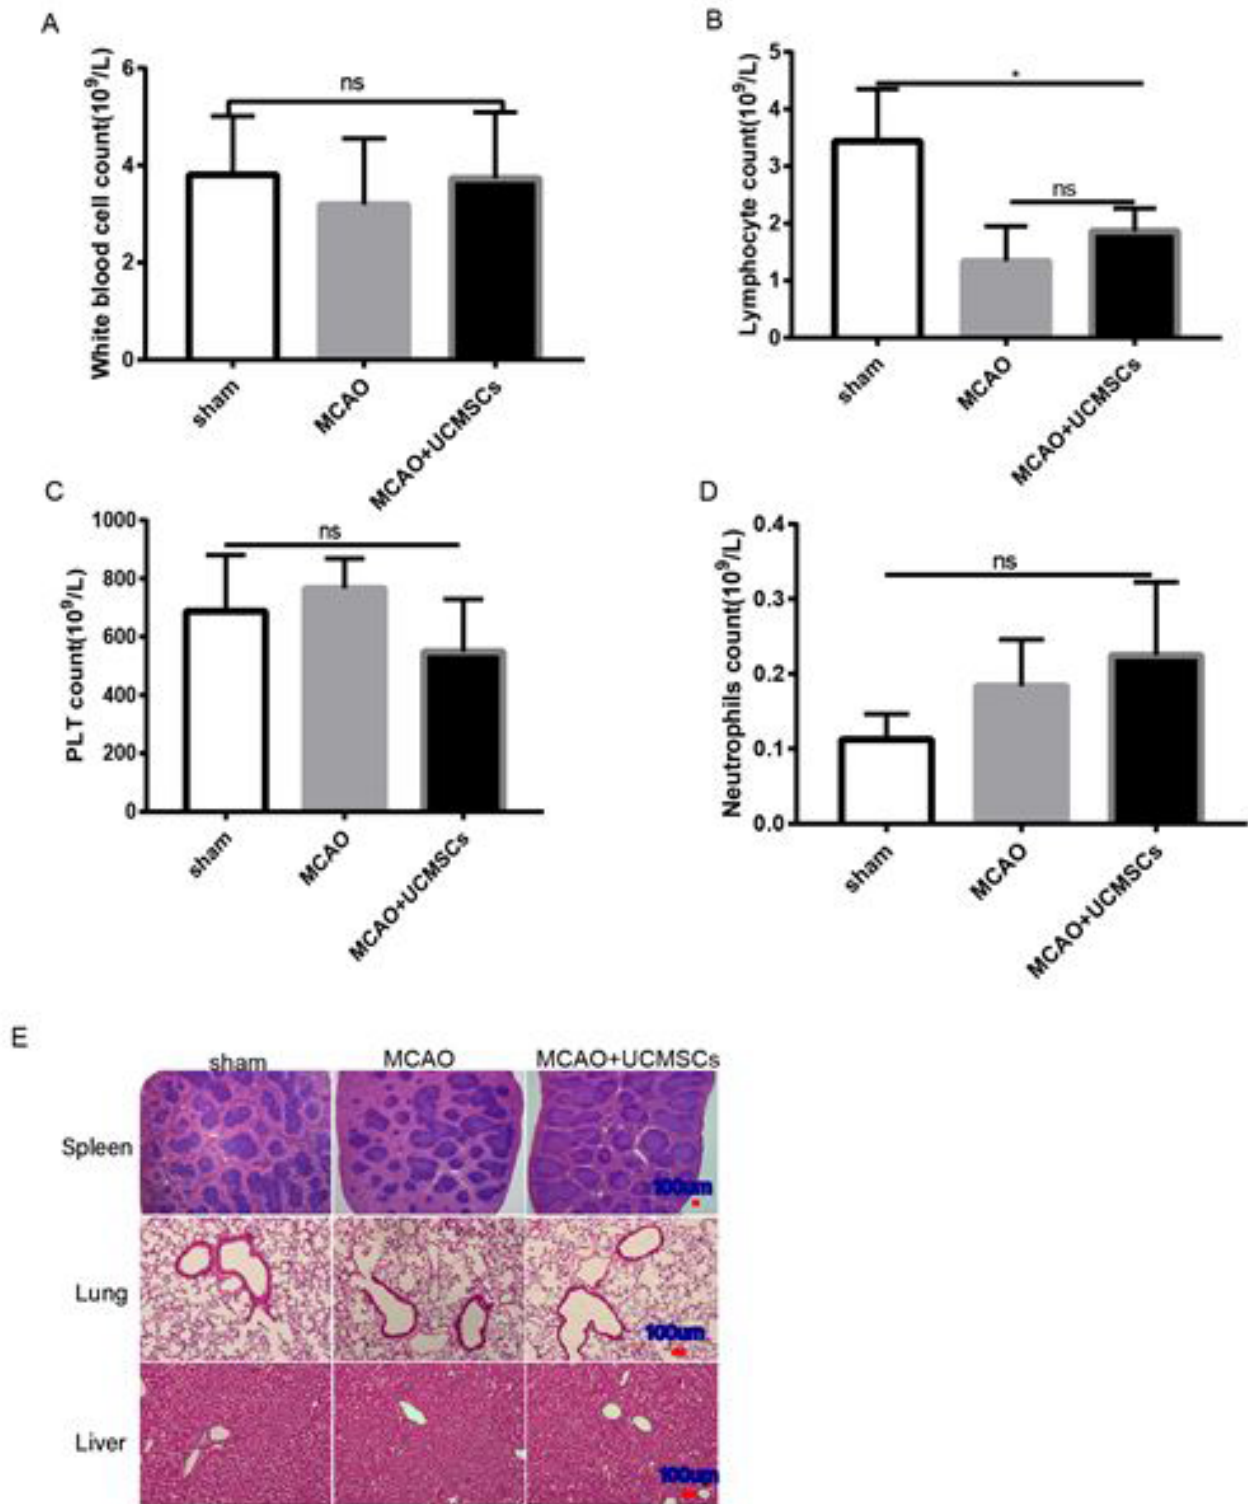 A
White blood cell count(10⁹/L)
6
4
2
0
ns
sham
MCAO
MCAO+UCMSCs
B
Lymphocyte count(10⁹/L)
5
4
3
2
1
0
*
ns
sham
MCAO
MCAO+UCMSCs
C
PLT count(10⁹/L)
1000
800
600
400
200
0
ns
sham
MCAO
MCAO+UCMSCs
D
Neutrophils count(10⁹/L)
0.4
0.3
0.2
0.1
0.0
ns
sham
MCAO
MCAO+UCMSCs
E
sham MCAO MCAO+UCMSCs
Spleen
100um
Lung
100um
Liver
100um